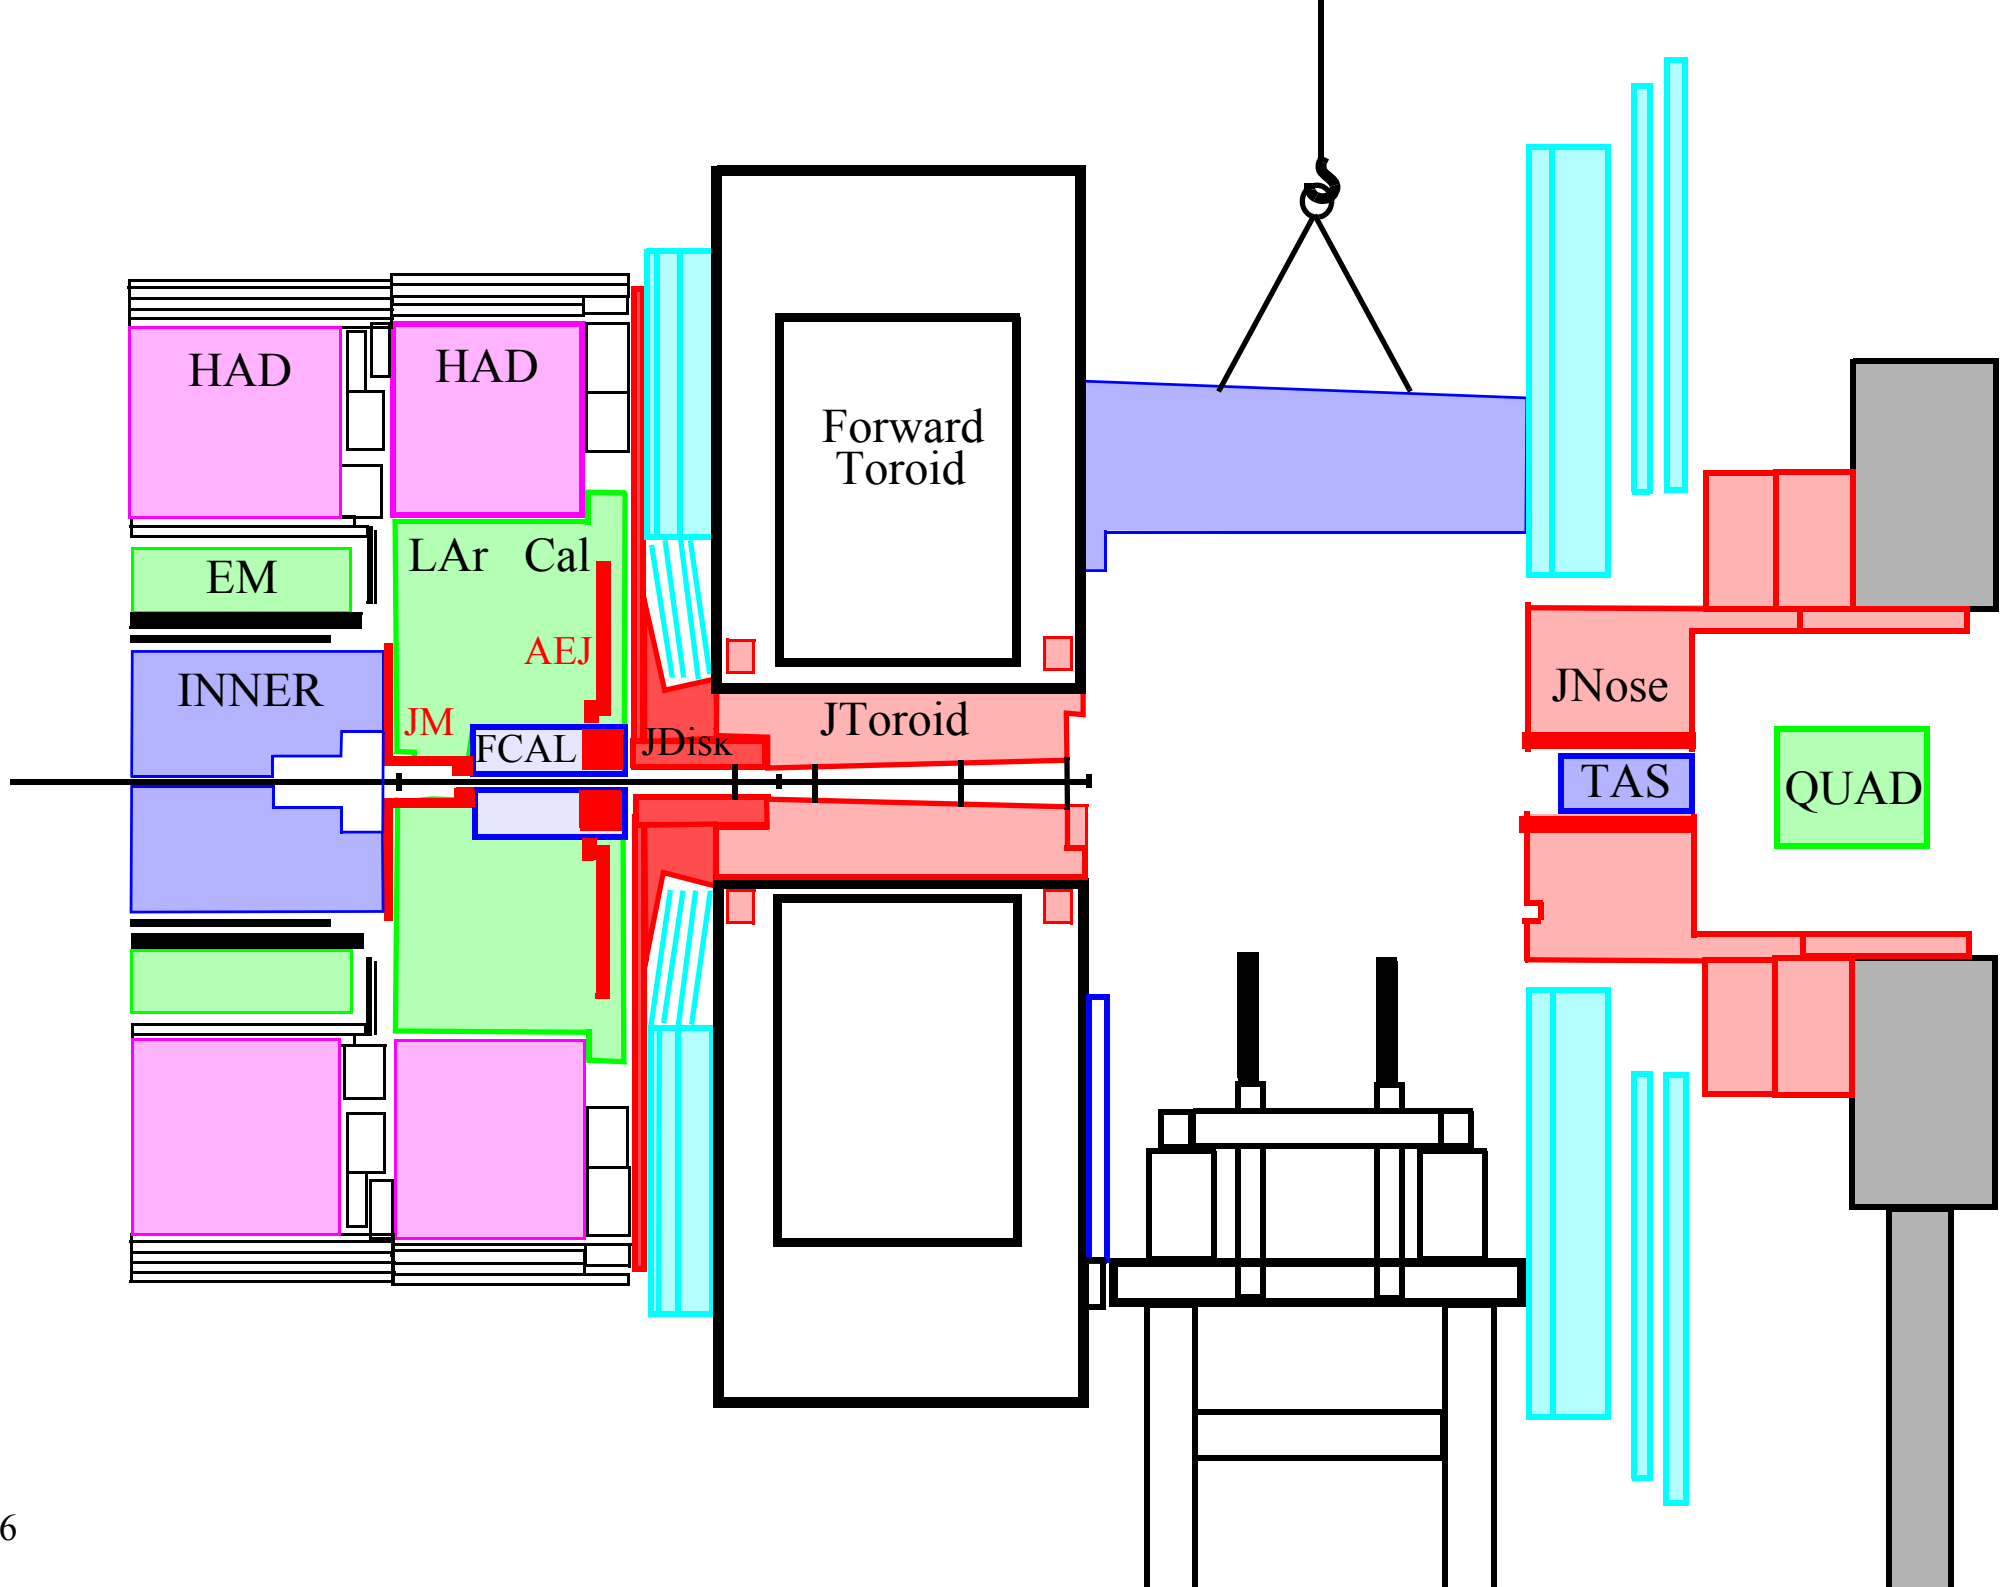 HAD
HAD
Forward
Toroid
LAr Cal
EM
AEJ
INNER
JNose
JM
FCAL
JDisk
JToroid
TAS
QUAD
6